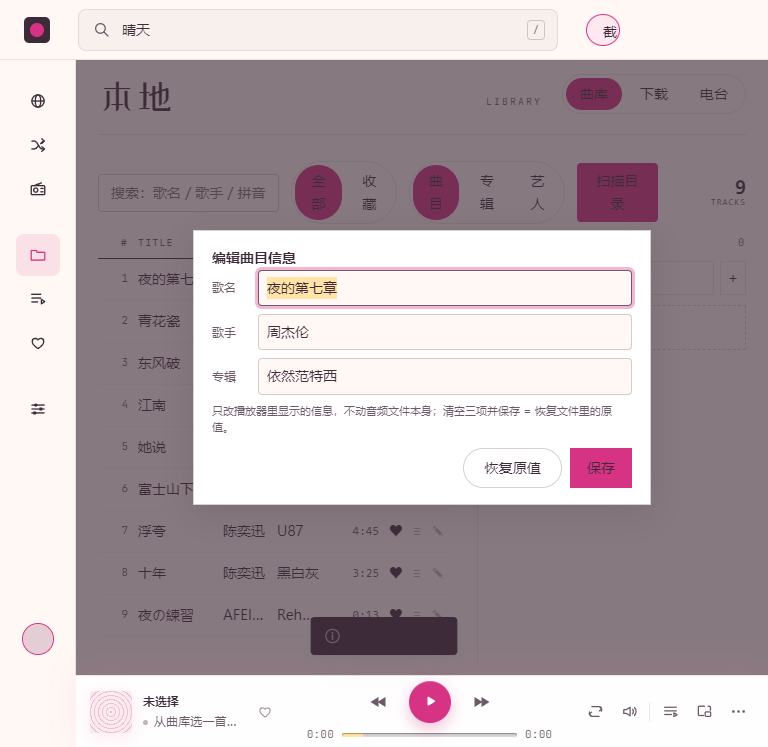 晴天
/
截
本地
LIBRARY
曲库
下载
电台
搜索: 歌名 / 歌手 / 拼音
全部
收藏
曲目
专辑
艺人
扫描目录
9
TRACKS
# TITLE
0
1 夜的第七
+
2 青花瓷
3 东风破
4 江南
5 她说
6 富士山下
编辑曲目信息
歌名
夜的第七章
歌手
周杰伦
专辑
依然范特西
只改播放器里显示的信息，不动音频文件本身；清空三项并保存 = 恢复文件里的原
值。
恢复原值
保存
7 浮夸 陈奕迅 U87 4:45
8 十年 陈奕迅 黑白灰 3:25
9 夜の練習 AFEI... Reh... 0:13
未选择
从曲库选一首...
0:00
0:00